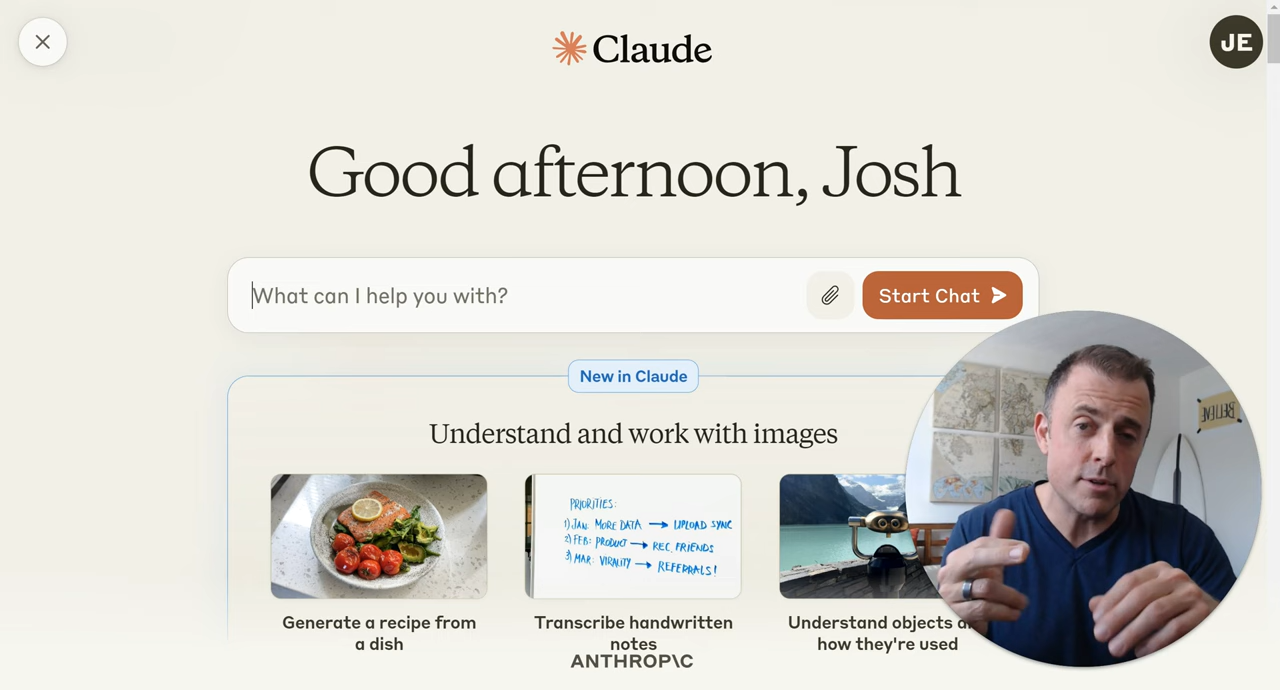 Claude
JE
Good afternoon, Josh
What can I help you with?
Start Chat
New in Claude
Understand and work with images
PRIORITIES:
1) JAN: MORE DATA → UPLOAD SYNC
2) FEB: PRODUCT → REC FRIENDS
3) MAR: VIRALITY → REFERRALS!
BELIEVE
Generate a recipe from
a dish
Transcribe handwritten
notes
Understand objects
how they're used
ANTHROP\C